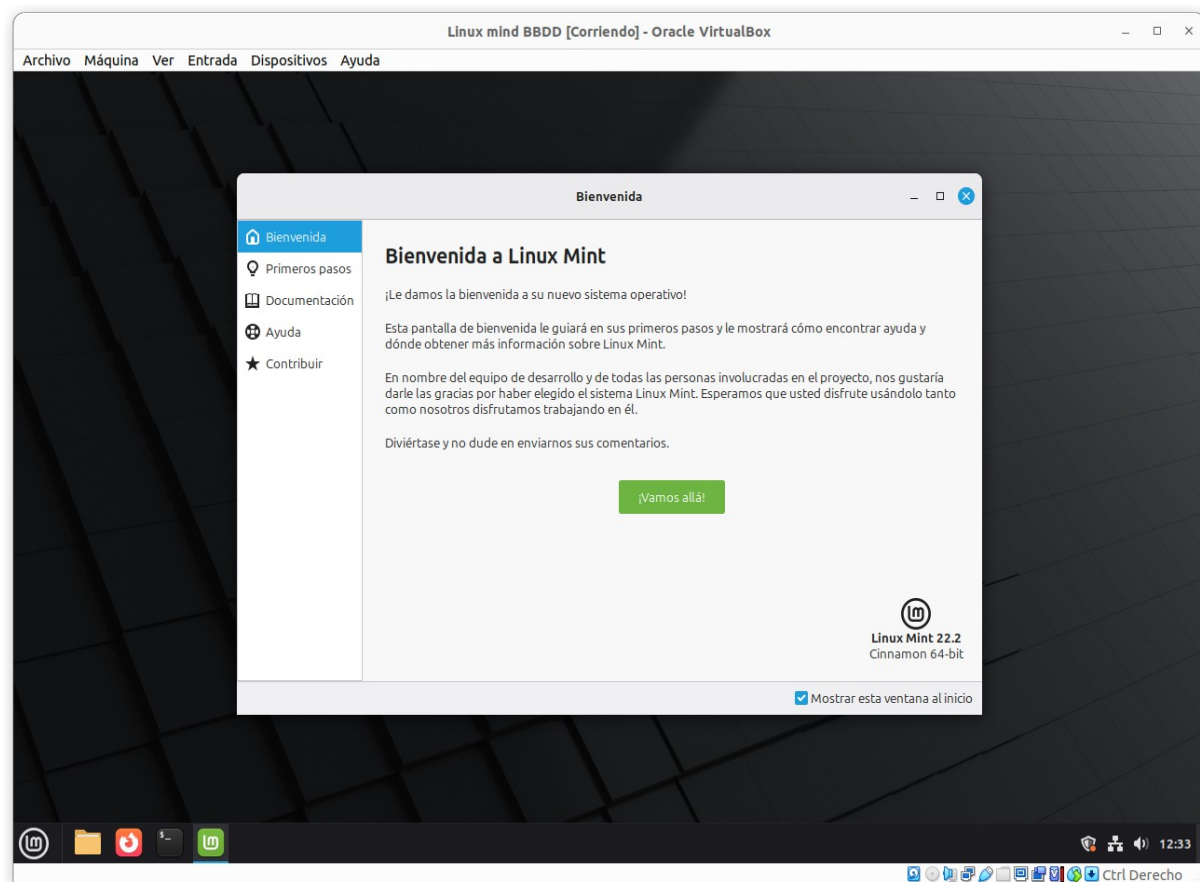 Linux mind BBDD [Corriendo] - Oracle VirtualBox
Archivo Máquina Ver Entrada Dispositivos Ayuda
Bienvenida
Bienvenida
Primeros pasos
Documentación
Ayuda
Contribuir
Bienvenida a Linux Mint
¡Le damos la bienvenida a su nuevo sistema operativo!
Esta pantalla de bienvenida le guiará en sus primeros pasos y le mostrará cómo encontrar ayuda y
dónde obtener más información sobre Linux Mint.
En nombre del equipo de desarrollo y de todas las personas involucradas en el proyecto, nos gustaría
darle las gracias por haber elegido el sistema Linux Mint. Esperamos que usted disfrute usándolo tanto
como nosotros disfrutamos trabajando en él.
Diviértase y no dude en enviarnos sus comentarios.
¡Vamos allá!
Linux Mint 22.2
Cinnamon 64-bit
Mostrar esta ventana al inicio
12:33
Ctrl Derecho